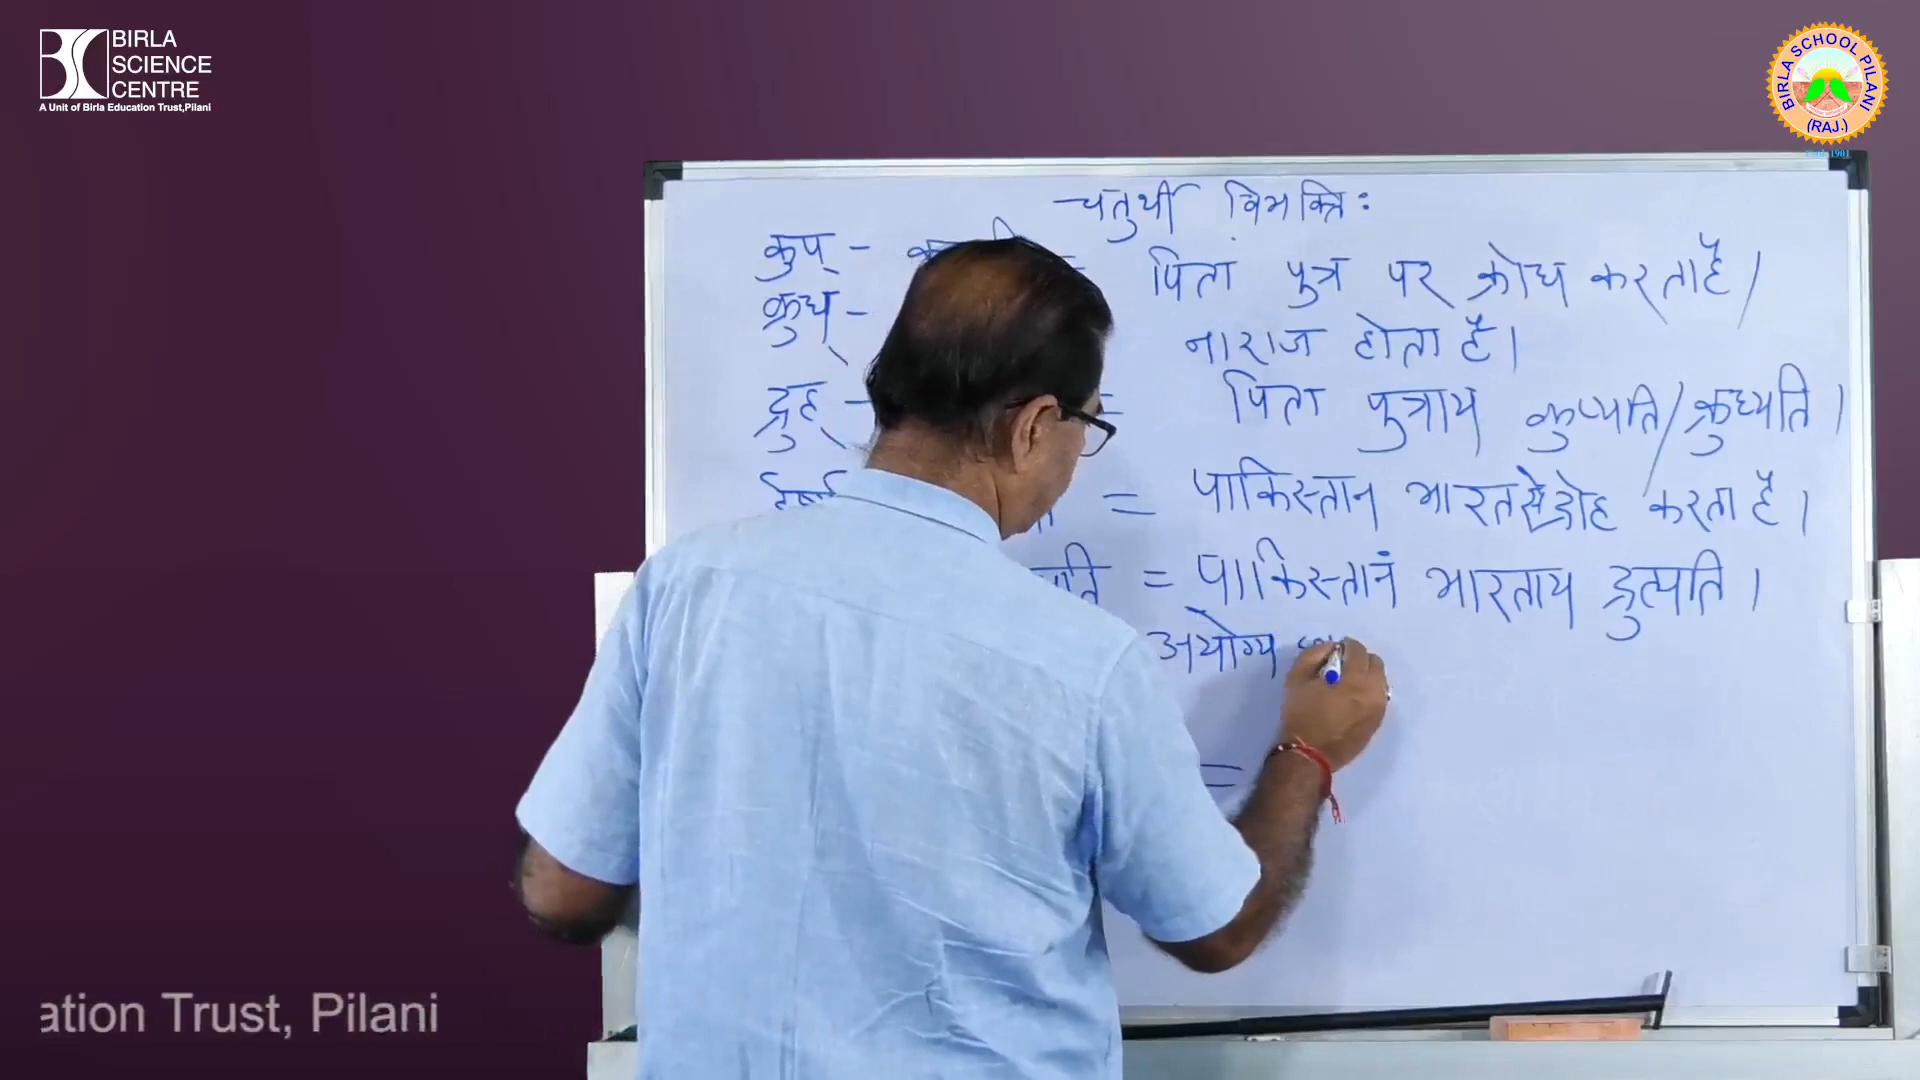 BIRLA
SCIENCE
CENTRE
A Unit of Birla Education Trust,Pilani
BIRLA SCHOOL PILANI
(RAJ.)
1901
चतुर्थी विभक्ति:
कुप् -
= पिता पुत्र पर क्रोध करता है।
क्रुध् -
नाराज होता है।
द्रुह् -
= पिता पुत्राय कुप्यति/क्रुध्यति।
= पाकिस्तान भारत से द्रोह करता है।
= पाकिस्तानं भारताय द्रुह्यति।
अयोग्य
=
ation Trust, Pilani